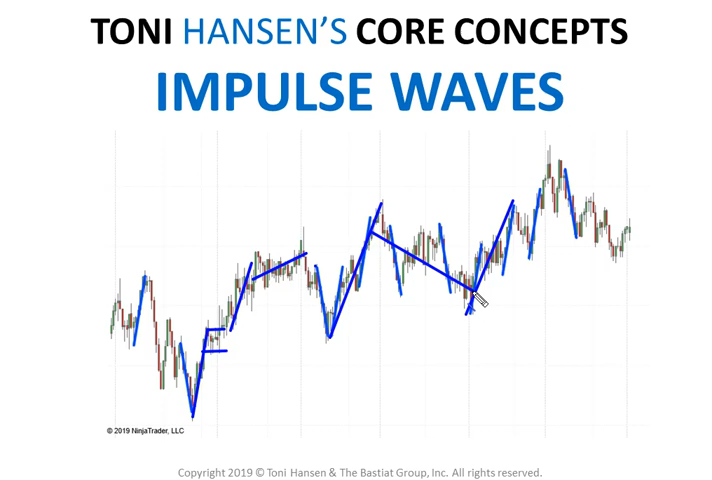 TONI HANSEN'S CORE CONCEPTS
IMPULSE WAVES
© 2019 NinjaTrader, LLC
Copyright 2019 © Toni Hansen & The Bastiat Group, Inc. All rights reserved.